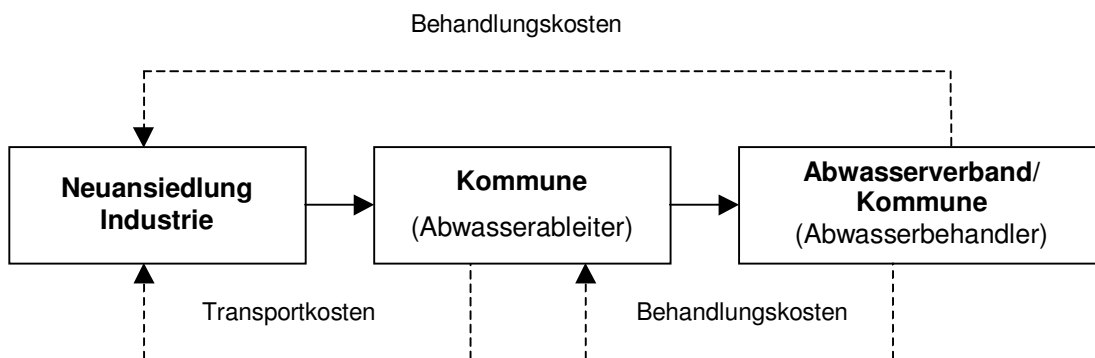 Behandlungskosten
Neuansiedlung
Industrie
Kommune
(Abwasserableiter)
Abwasserverband/
Kommune
(Abwasserbehandler)
Transportkosten
Behandlungskosten